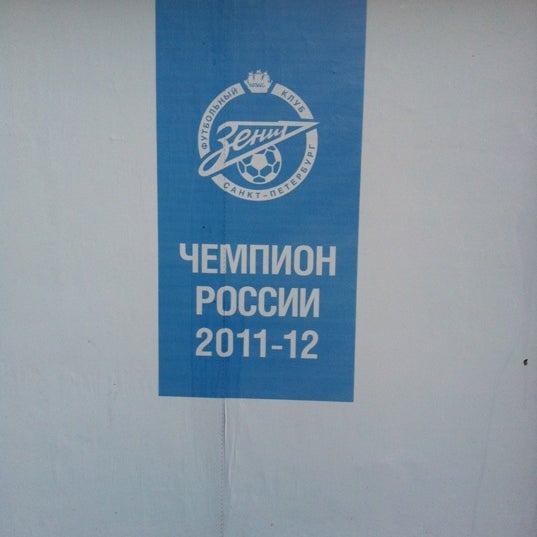 ФУТБОЛЬНЫЙ КЛУБ
Зенит
САНКТ-ПЕТЕРБУРГ
ЧЕМПИОН
РОССИИ
2011-12